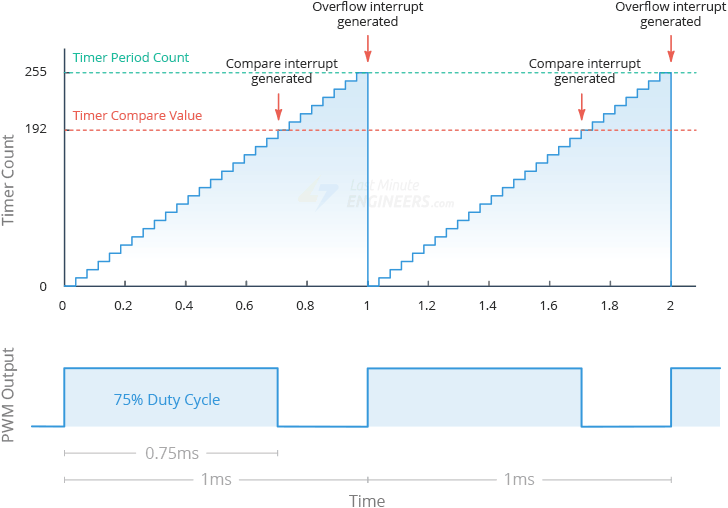 Overflow interrupt
generated
Overflow interrupt
generated
Timer Period Count
Compare interrupt
generated
Compare interrupt
generated
255
Timer Compare Value
192
Timer Count
Last Minute
ENGINEERS.com
0
0
0.2
0.4
0.6
0.8
1
1.2
1.4
1.6
1.8
2
PWM Output
75% Duty Cycle
0.75ms
1ms
1ms
Time